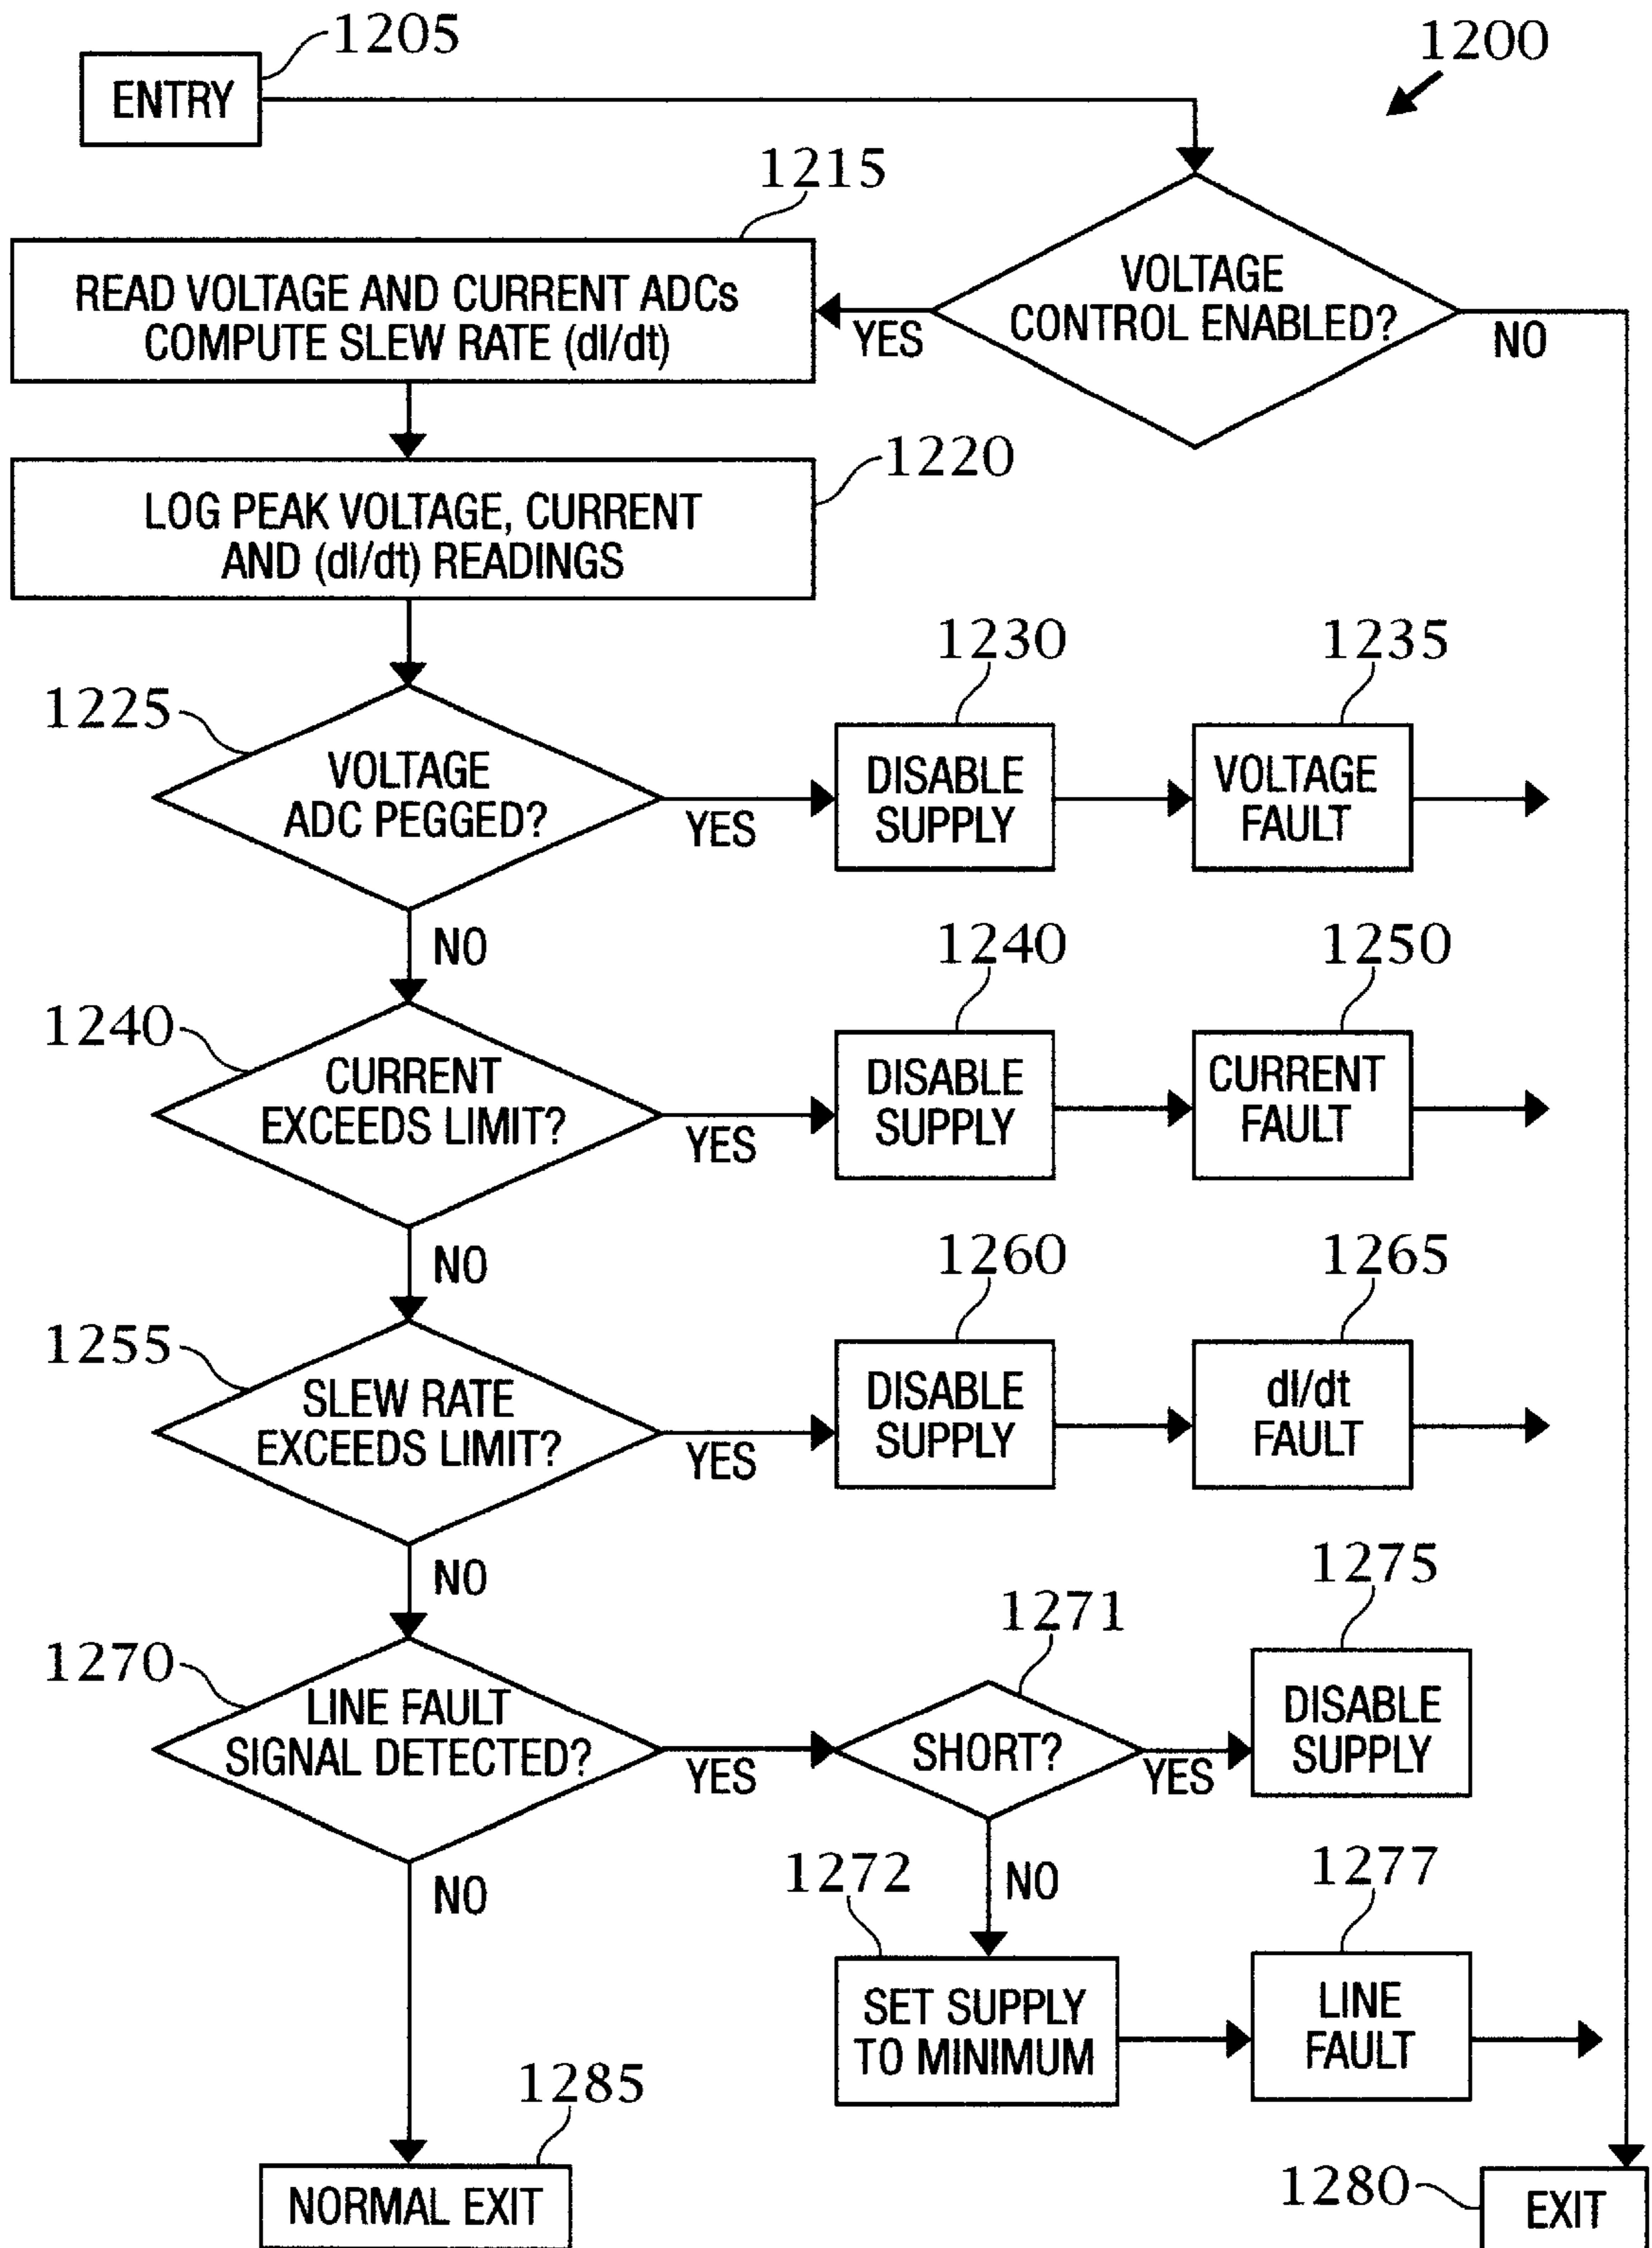 1205
1200
ENTRY
1215
VOLTAGE
CONTROL ENABLED?
YES
NO
READ VOLTAGE AND CURRENT ADCs
COMPUTE SLEW RATE (dI/dt)
1220
LOG PEAK VOLTAGE, CURRENT
AND (dI/dt) READINGS
1225
VOLTAGE
ADC PEGGED?
YES
NO
1230
DISABLE
SUPPLY
1235
VOLTAGE
FAULT
1240
CURRENT
EXCEEDS LIMIT?
YES
NO
1240
DISABLE
SUPPLY
1250
CURRENT
FAULT
1255
SLEW RATE
EXCEEDS LIMIT?
YES
NO
1260
DISABLE
SUPPLY
1265
dI/dt
FAULT
1270
LINE FAULT
SIGNAL DETECTED?
YES
NO
1271
SHORT?
YES
NO
1275
DISABLE
SUPPLY
1272
SET SUPPLY
TO MINIMUM
1277
LINE
FAULT
1285
NORMAL EXIT
1280
EXIT